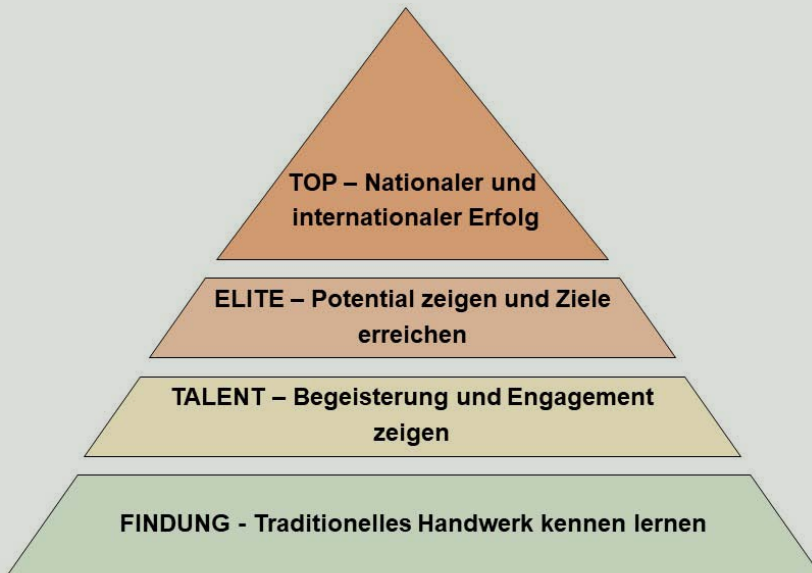 TOP – Nationaler und
internationaler Erfolg
ELITE – Potential zeigen und Ziele
erreichen
TALENT – Begeisterung und Engagement
zeigen
FINDUNG - Traditionelles Handwerk kennen lernen